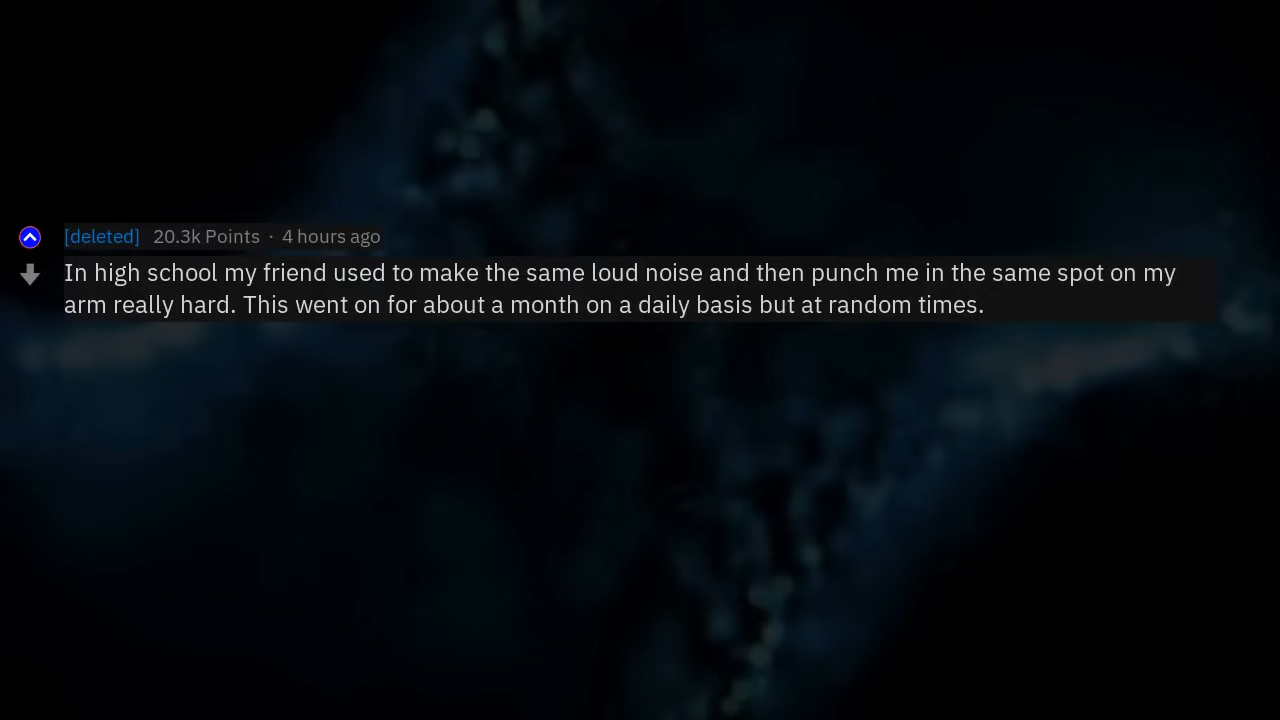 [deleted] 20.3k Points · 4 hours ago
In high school my friend used to make the same loud noise and then punch me in the same spot on my
arm really hard. This went on for about a month on a daily basis but at random times.